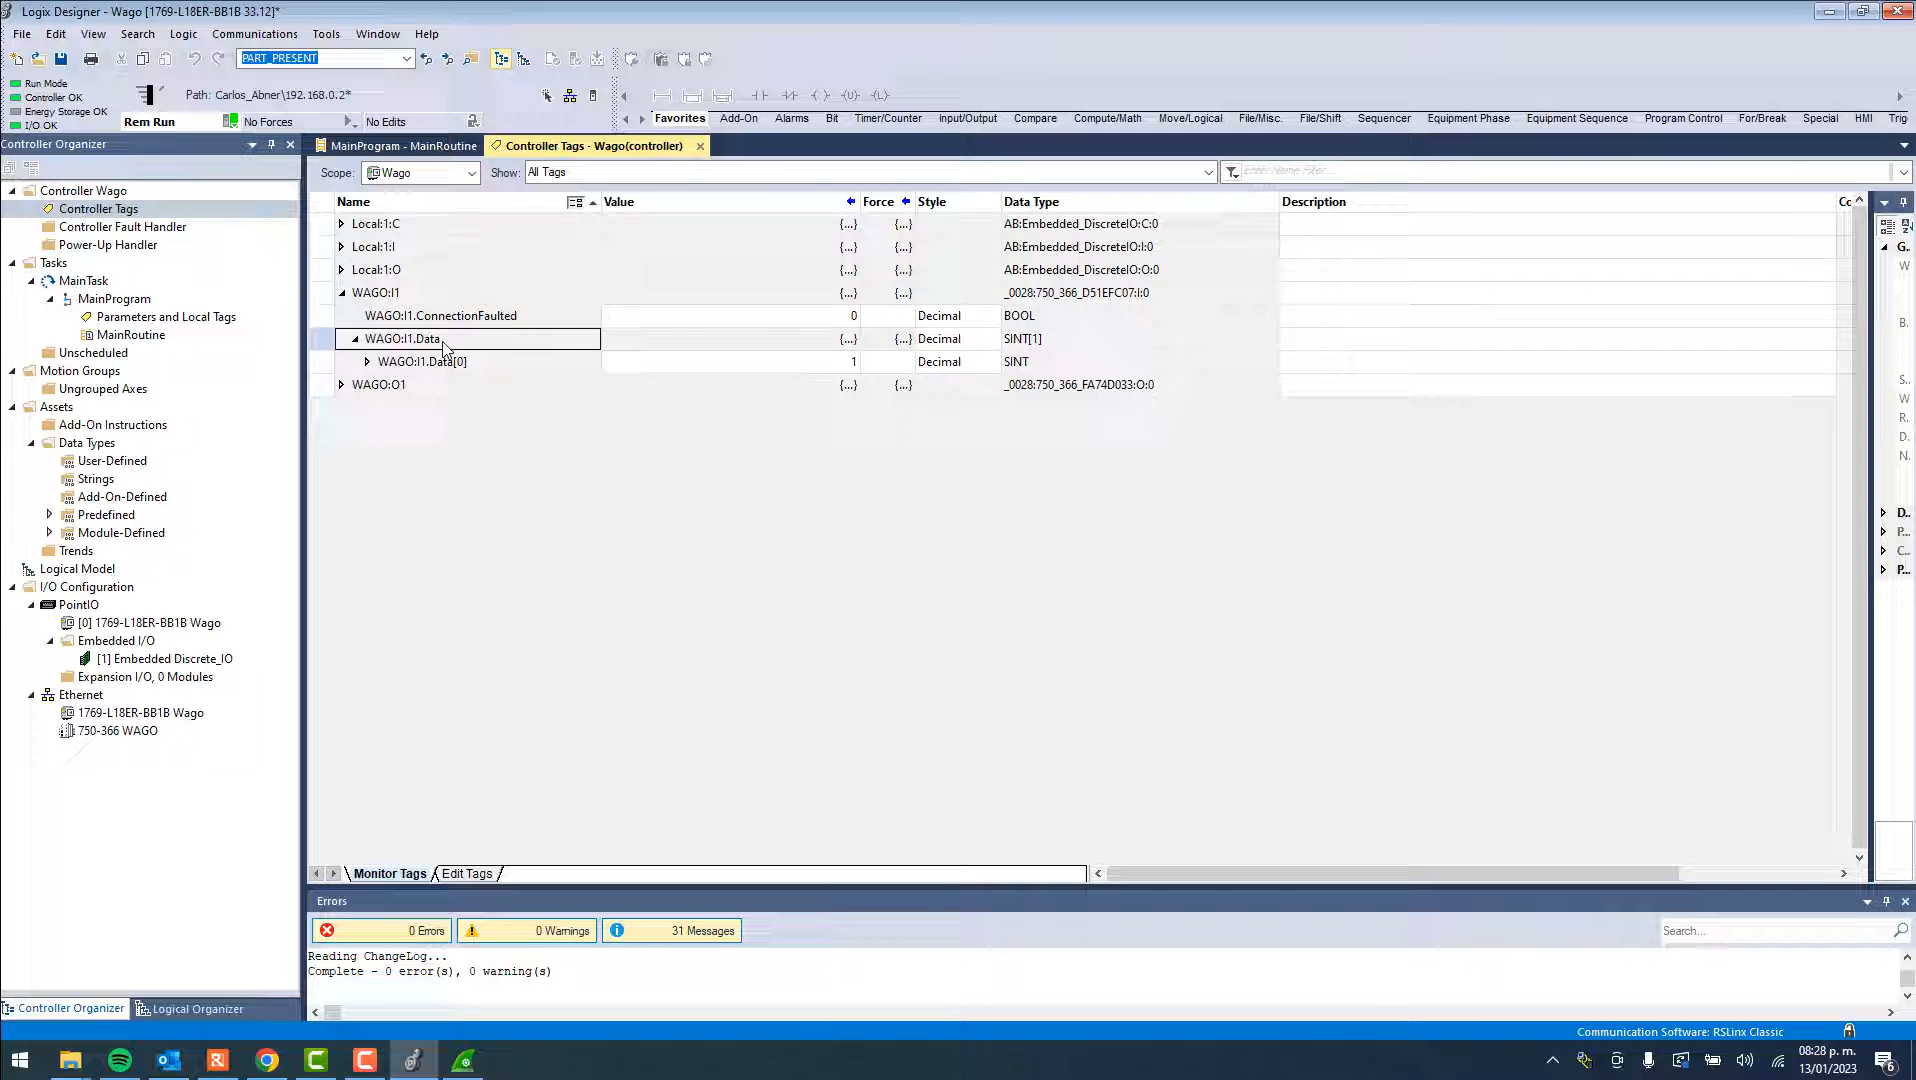 Logix Designer - Wago [1769-L18ER-BB1B 33.12]*
File Edit View Search Logic Communications Tools Window Help
PART_PRESENT
Run Mode
Controller OK
Energy Storage OK
I/O OK
Path: Carlos_Abner\192.168.0.2*
Rem Run No Forces No Edits
Favorites Add-On Alarms Bit Timer/Counter Input/Output Compare Compute/Math Move/Logical File/Misc. File/Shift Sequencer Equipment Phase Equipment Sequence Program Control For/Break Special HMI Trig
Controller Organizer
MainProgram - MainRoutine
Controller Tags - Wago(controller)
Scope: Wago Show: All Tags Enter Name Filter...
Name Value Force Style Data Type Description Cc
Local:1:C {...} {...} AB:Embedded_DiscreteIO:C:0
Local:1:I {...} {...} AB:Embedded_DiscreteIO:I:0
Local:1:O {...} {...} AB:Embedded_DiscreteIO:O:0
WAGO:I1 {...} {...} _0028:750_366_D51EFC07:I:0
WAGO:I1.ConnectionFaulted 0 Decimal BOOL
WAGO:I1.Data {...} {...} Decimal SINT[1]
WAGO:I1.Data[0] 1 Decimal SINT
WAGO:O1 {...} {...} _0028:750_366_FA74D033:O:0
Controller Wago
Controller Tags
Controller Fault Handler
Power-Up Handler
Tasks
MainTask
MainProgram
Parameters and Local Tags
MainRoutine
Unscheduled
Motion Groups
Ungrouped Axes
Assets
Add-On Instructions
Data Types
User-Defined
Strings
Add-On-Defined
Predefined
Module-Defined
Trends
Logical Model
I/O Configuration
PointIO
[0] 1769-L18ER-BB1B Wago
Embedded I/O
[1] Embedded Discrete_IO
Expansion I/O, 0 Modules
Ethernet
1769-L18ER-BB1B Wago
750-366 WAGO
G.
W
B.
S..
W
R.
D.
N.
D..
P...
C...
P...
Monitor Tags Edit Tags
Errors
0 Errors 0 Warnings 31 Messages Search...
Reading ChangeLog...
Complete - 0 error(s), 0 warning(s)
Controller Organizer Logical Organizer
Communication Software: RSLinx Classic
08:28 p. m.
13/01/2023
6